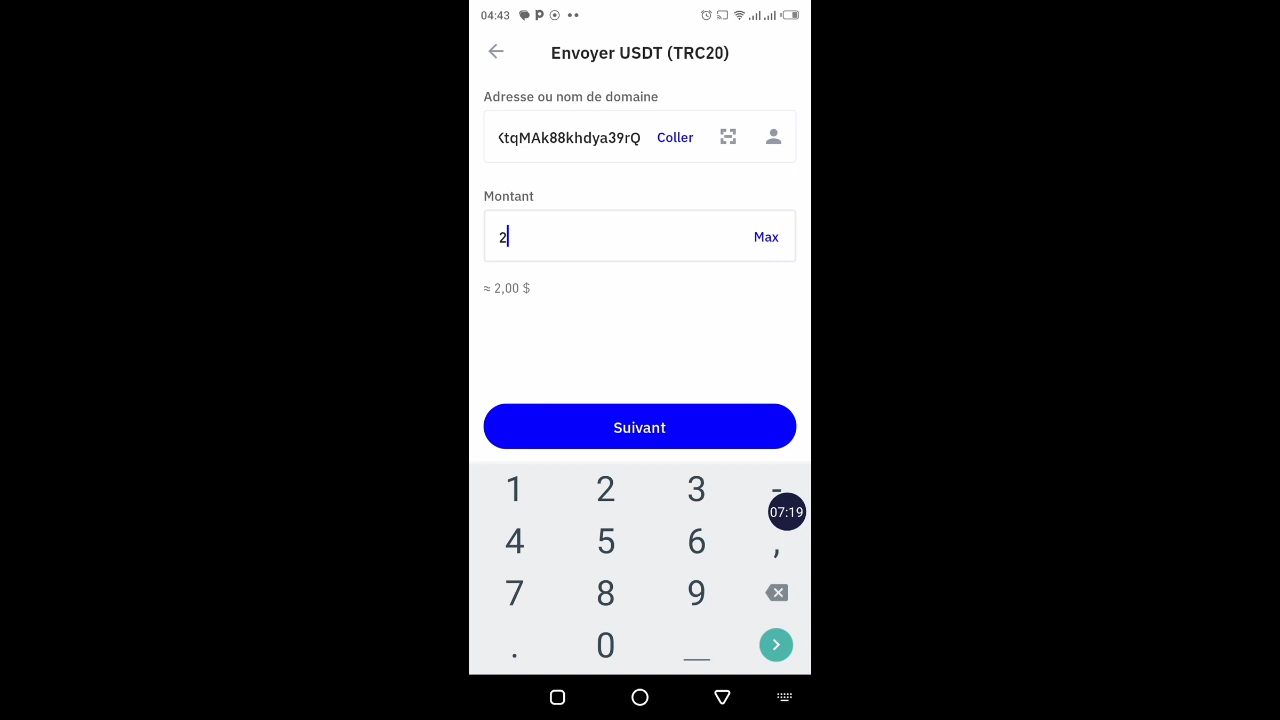 04:43
Envoyer USDT (TRC20)
Adresse ou nom de domaine
tqMAk88khdya39rQ Coller
Montant
2 Max
≈ 2,00 $
Suivant
1 2 3 -
07:19
4 5 6 ,
7 8 9
. 0 _